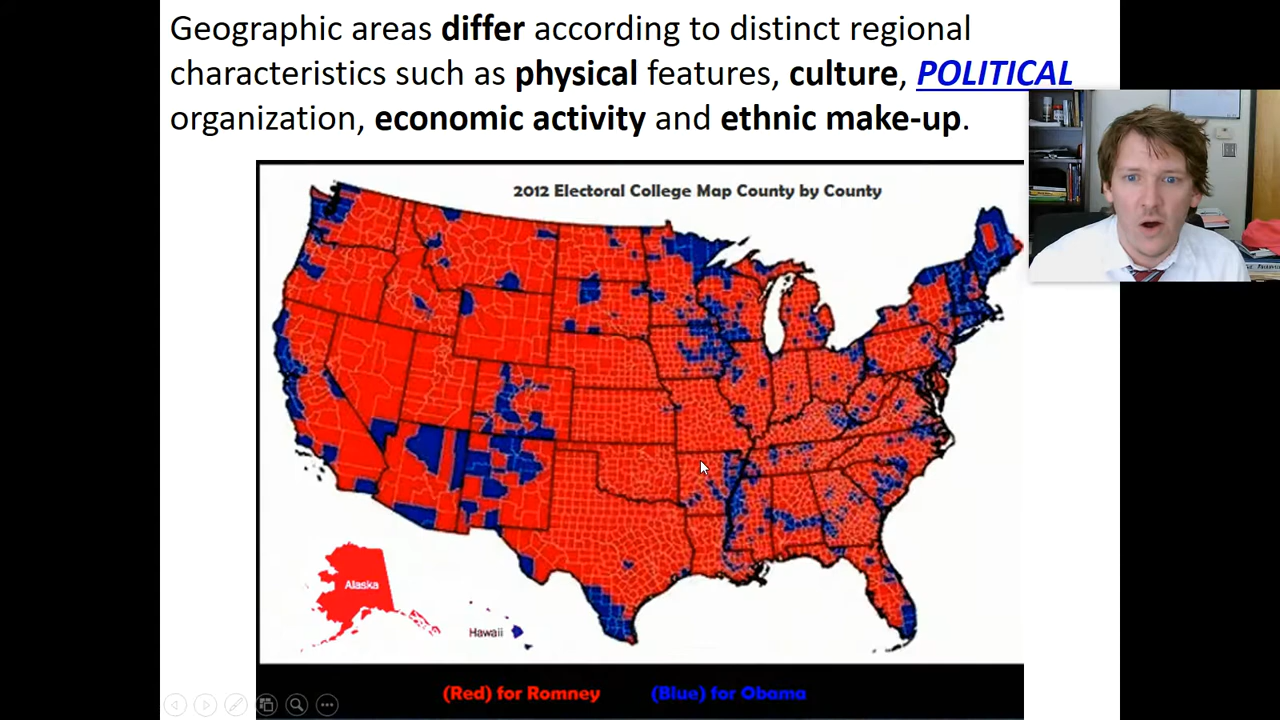 Geographic areas differ according to distinct regional
characteristics such as physical features, culture, POLITICAL
organization, economic activity and ethnic make-up.
2012 Electoral College Map County by County
Alaska
Hawaii
(Red) for Romney (Blue) for Obama